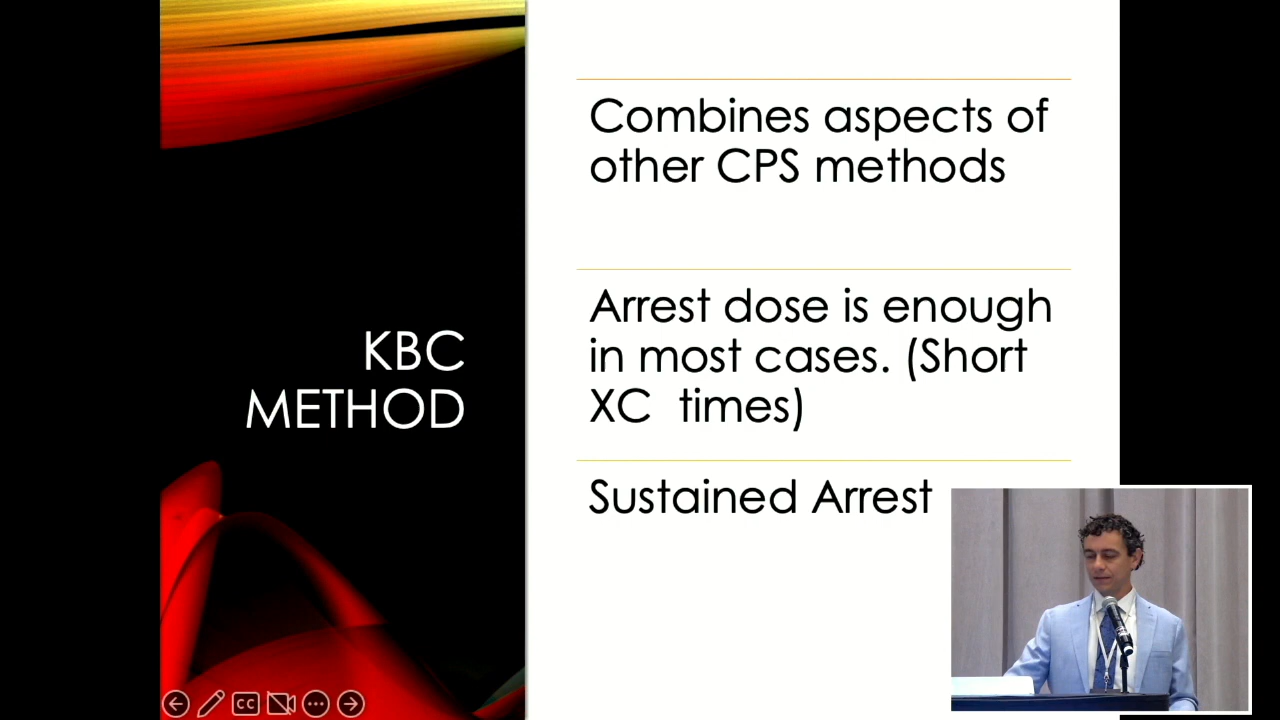 KBC
METHOD
Combines aspects of
other CPS methods
Arrest dose is enough
in most cases. (Short
XC  times)
Sustained Arrest
CC